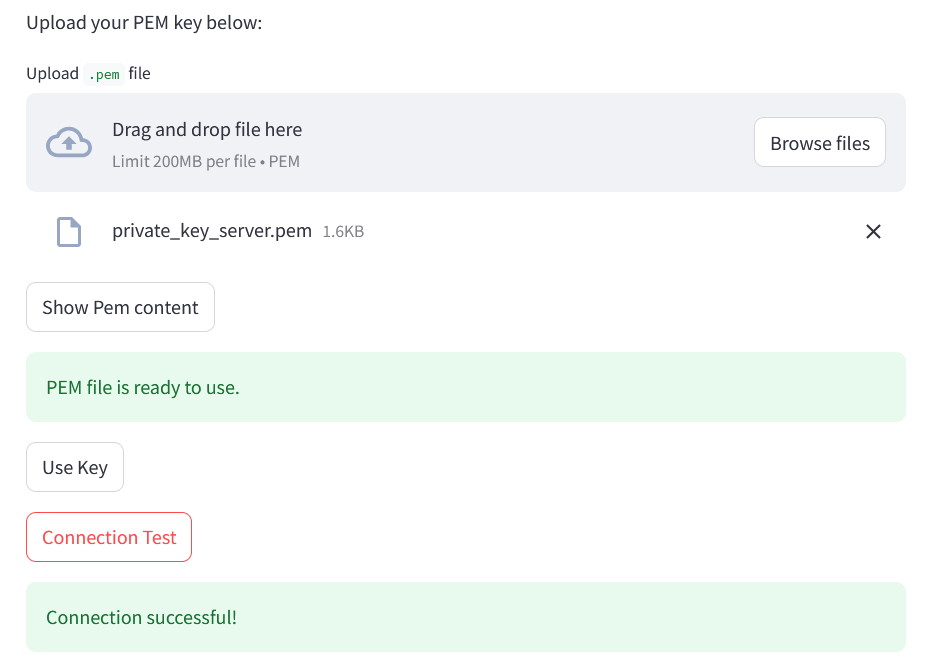 Upload your PEM key below:
Upload .pem file
Drag and drop file here
Limit 200MB per file • PEM
Browse files
private_key_server.pem 1.6KB
Show Pem content
PEM file is ready to use.
Use Key
Connection Test
Connection successful!